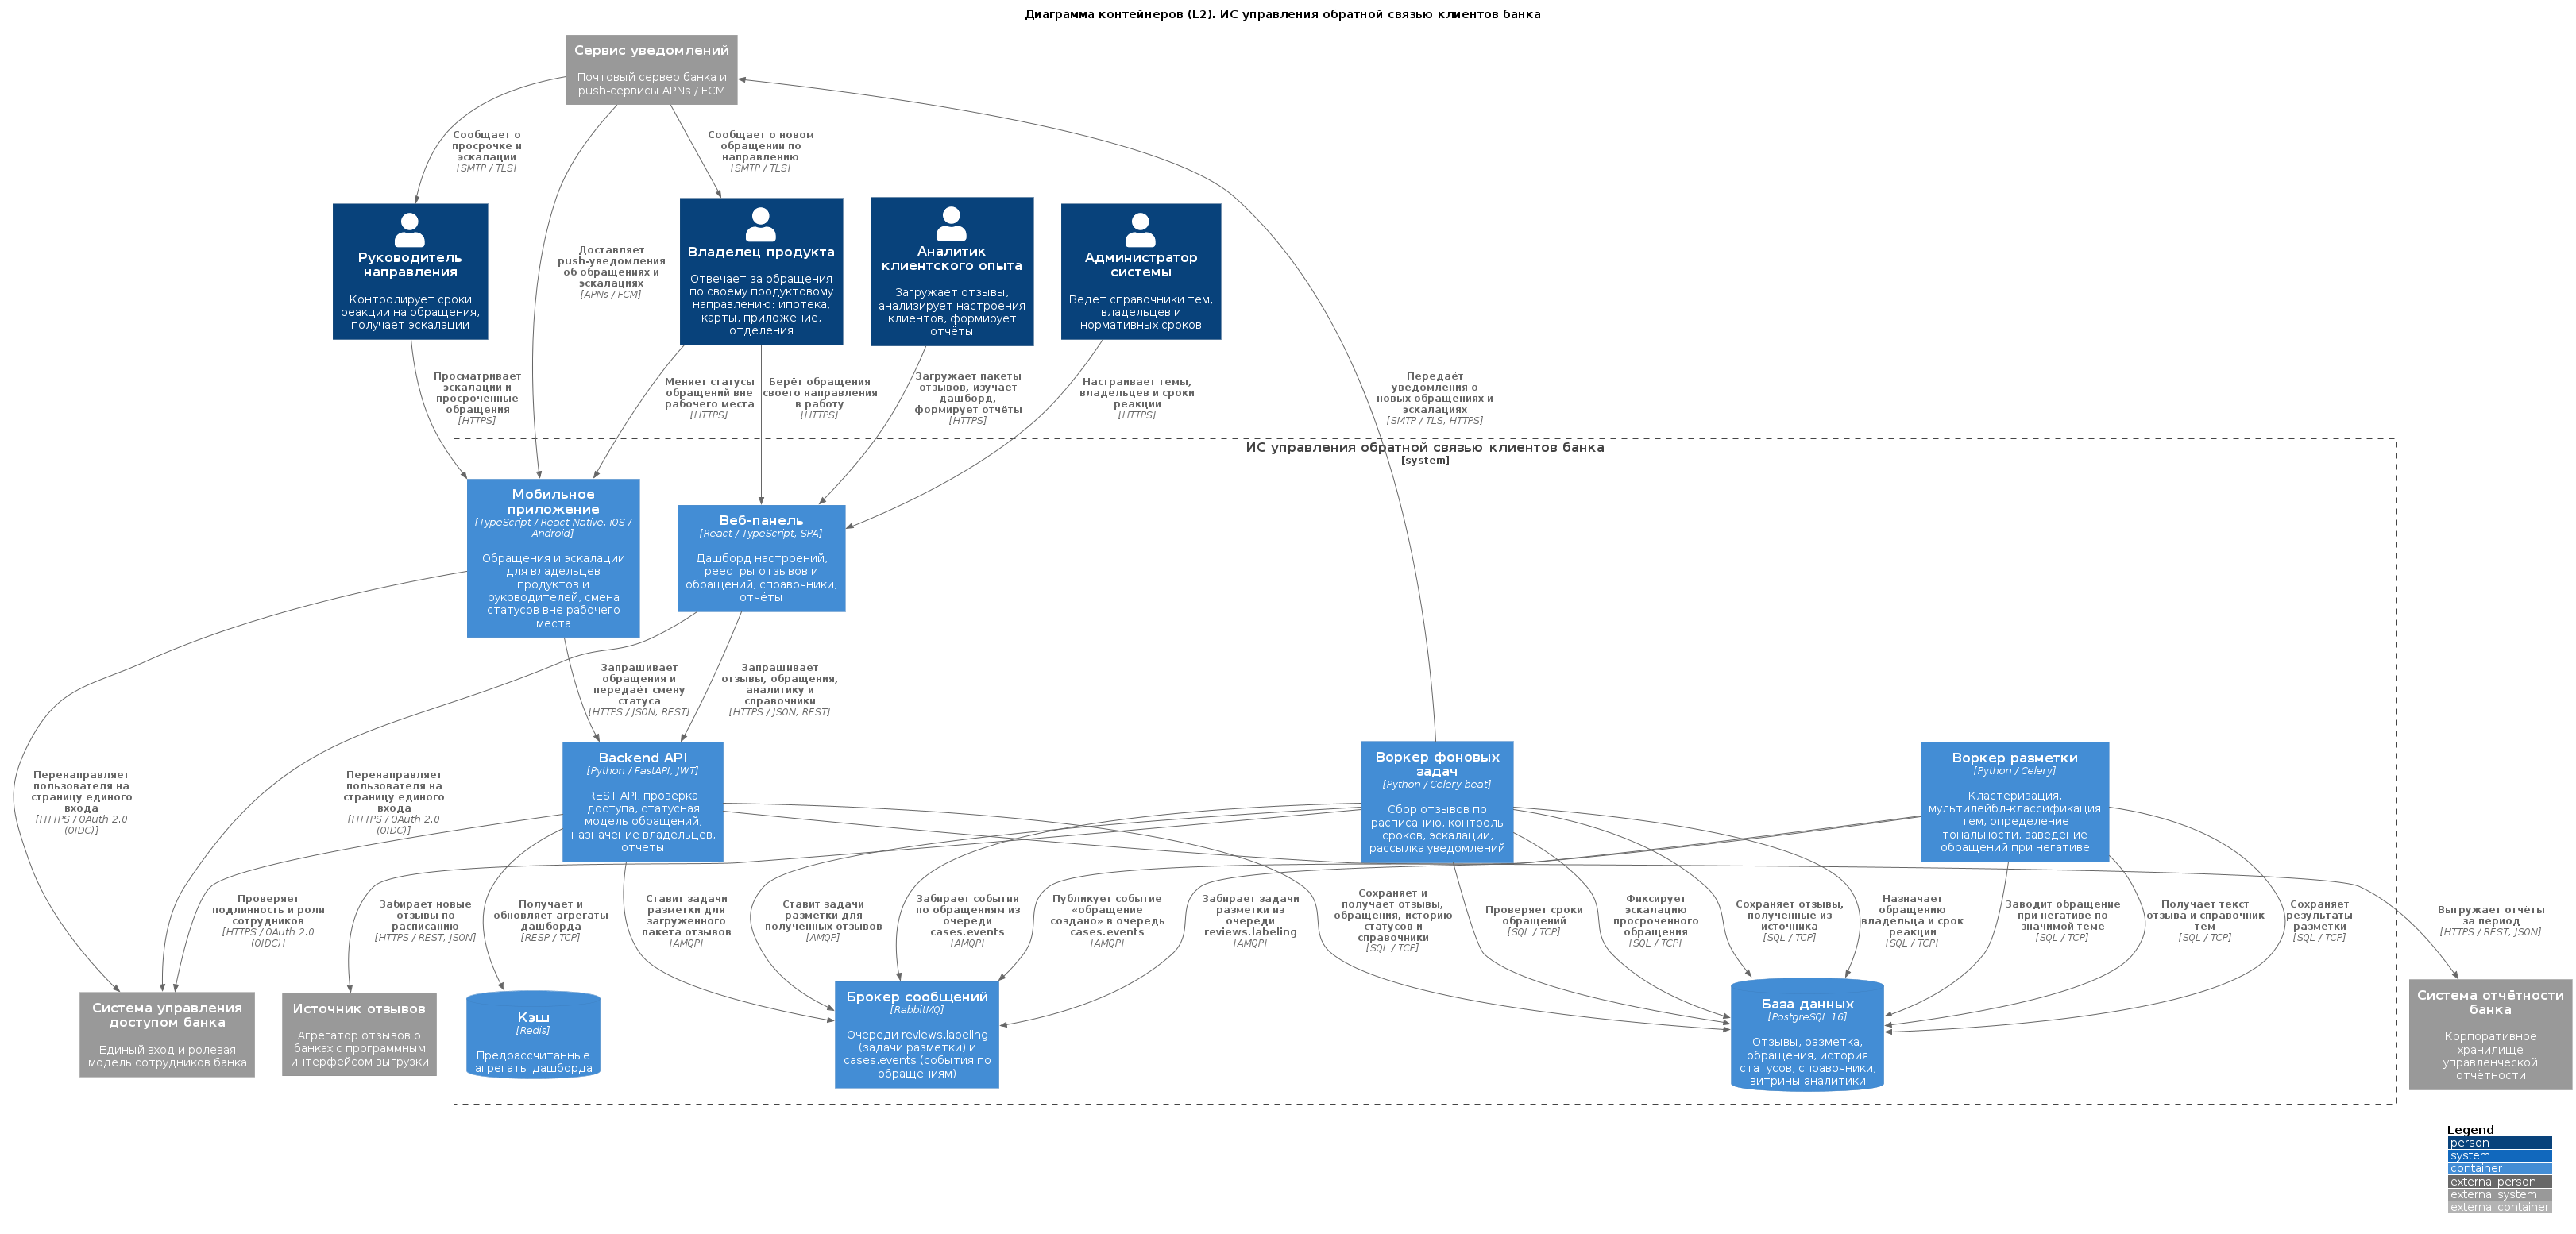 Диаграмма контейнеров (L2). ИС управления обратной связью клиентов банка
Сервис уведомлений
Почтовый сервер банка и
push-сервисы APNs / FCM
Сообщает о
просрочке и
эскалации
[SMTP / TLS]
Сообщает о новом
обращении по
направлению
[SMTP / TLS]
Доставляет
push-уведомления
об обращениях и
эскалациях
[APNs / FCM]
Руководитель
направления
Контролирует сроки
реакции на обращения,
получает эскалации
Владелец продукта
Отвечает за обращения
по своему продуктовому
направлению: ипотека,
карты, приложение,
отделения
Аналитик
клиентского опыта
Загружает отзывы,
анализирует настроения
клиентов, формирует
отчёты
Администратор
системы
Ведёт справочники тем,
владельцев и
нормативных сроков
Просматривает
эскалации и
просроченные
обращения
[HTTPS]
Меняет статусы
обращений вне
рабочего места
[HTTPS]
Берёт обращения
своего направления
в работу
[HTTPS]
Загружает пакеты
отзывов, изучает
дашборд,
формирует отчёты
[HTTPS]
Настраивает темы,
владельцев и сроки
реакции
[HTTPS]
Передаёт
уведомления о
новых обращениях и
эскалациях
[SMTP / TLS, HTTPS]
ИС управления обратной связью клиентов банка
[system]
Мобильное
приложение
[TypeScript / React Native, iOS /
Android]
Обращения и эскалации
для владельцев
продуктов и
руководителей, смена
статусов вне рабочего
места
Веб-панель
[React / TypeScript, SPA]
Дашборд настроений,
реестры отзывов и
обращений, справочники,
отчёты
Запрашивает
обращения и
передаёт смену
статуса
[HTTPS / JSON, REST]
Запрашивает
отзывы, обращения,
аналитику и
справочники
[HTTPS / JSON, REST]
Перенаправляет
пользователя на
страницу единого
входа
[HTTPS / OAuth 2.0
(OIDC)]
Перенаправляет
пользователя на
страницу единого
входа
[HTTPS / OAuth 2.0
(OIDC)]
Backend API
[Python / FastAPI, JWT]
REST API, проверка
доступа, статусная
модель обращений,
назначение владельцев,
отчёты
Воркер фоновых
задач
[Python / Celery beat]
Сбор отзывов по
расписанию, контроль
сроков, эскалации,
рассылка уведомлений
Воркер разметки
[Python / Celery]
Кластеризация,
мультилейбл-классификация
тем, определение
тональности, заведение
обращений при негативе
Проверяет
подлинность и роли
сотрудников
[HTTPS / OAuth 2.0
(OIDC)]
Забирает новые
отзывы по
расписанию
[HTTPS / REST, JSON]
Получает и
обновляет агрегаты
дашборда
[RESP / TCP]
Ставит задачи
разметки для
загруженного
пакета отзывов
[AMQP]
Ставит задачи
разметки для
полученных отзывов
[AMQP]
Забирает события
по обращениям из
очереди
cases.events
[AMQP]
Публикует событие
«обращение
создано» в очередь
cases.events
[AMQP]
Забирает задачи
разметки из
очереди
reviews.labeling
[AMQP]
Сохраняет и
получает отзывы,
обращения, историю
статусов и
справочники
[SQL / TCP]
Проверяет сроки
обращений
[SQL / TCP]
Фиксирует
эскалацию
просроченного
обращения
[SQL / TCP]
Сохраняет отзывы,
полученные из
источника
[SQL / TCP]
Назначает
обращению
владельца и срок
реакции
[SQL / TCP]
Заводит обращение
при негативе по
значимой теме
[SQL / TCP]
Получает текст
отзыва и справочник
тем
[SQL / TCP]
Сохраняет
результаты
разметки
[SQL / TCP]
Выгружает отчёты
за период
[HTTPS / REST, JSON]
Система управления
доступом банка
Единый вход и ролевая
модель сотрудников банка
Источник отзывов
Агрегатор отзывов о
банках с программным
интерфейсом выгрузки
Кэш
[Redis]
Предрассчитанные
агрегаты дашборда
Брокер сообщений
[RabbitMQ]
Очереди reviews.labeling
(задачи разметки) и
cases.events (события по
обращениям)
База данных
[PostgreSQL 16]
Отзывы, разметка,
обращения, история
статусов, справочники,
витрины аналитики
Система отчётности
банка
Корпоративное
хранилище
управленческой
отчётности
Legend
person
system
container
external person
external system
external container